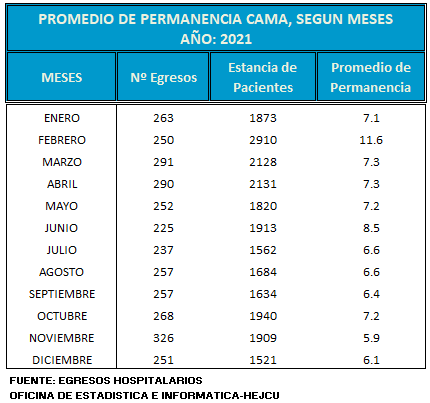 PROMEDIO DE PERMANENCIA CAMA, SEGUN MESES
AÑO: 2021
MESES Nº Egresos Estancia de Pacientes Promedio de Permanencia
ENERO 263 1873 7.1
FEBRERO 250 2910 11.6
MARZO 291 2128 7.3
ABRIL 290 2131 7.3
MAYO 252 1820 7.2
JUNIO 225 1913 8.5
JULIO 237 1562 6.6
AGOSTO 257 1684 6.6
SEPTIEMBRE 257 1634 6.4
OCTUBRE 268 1940 7.2
NOVIEMBRE 326 1909 5.9
DICIEMBRE 251 1521 6.1
FUENTE: EGRESOS HOSPITALARIOS
OFICINA DE ESTADISTICA E INFORMATICA-HEJCU